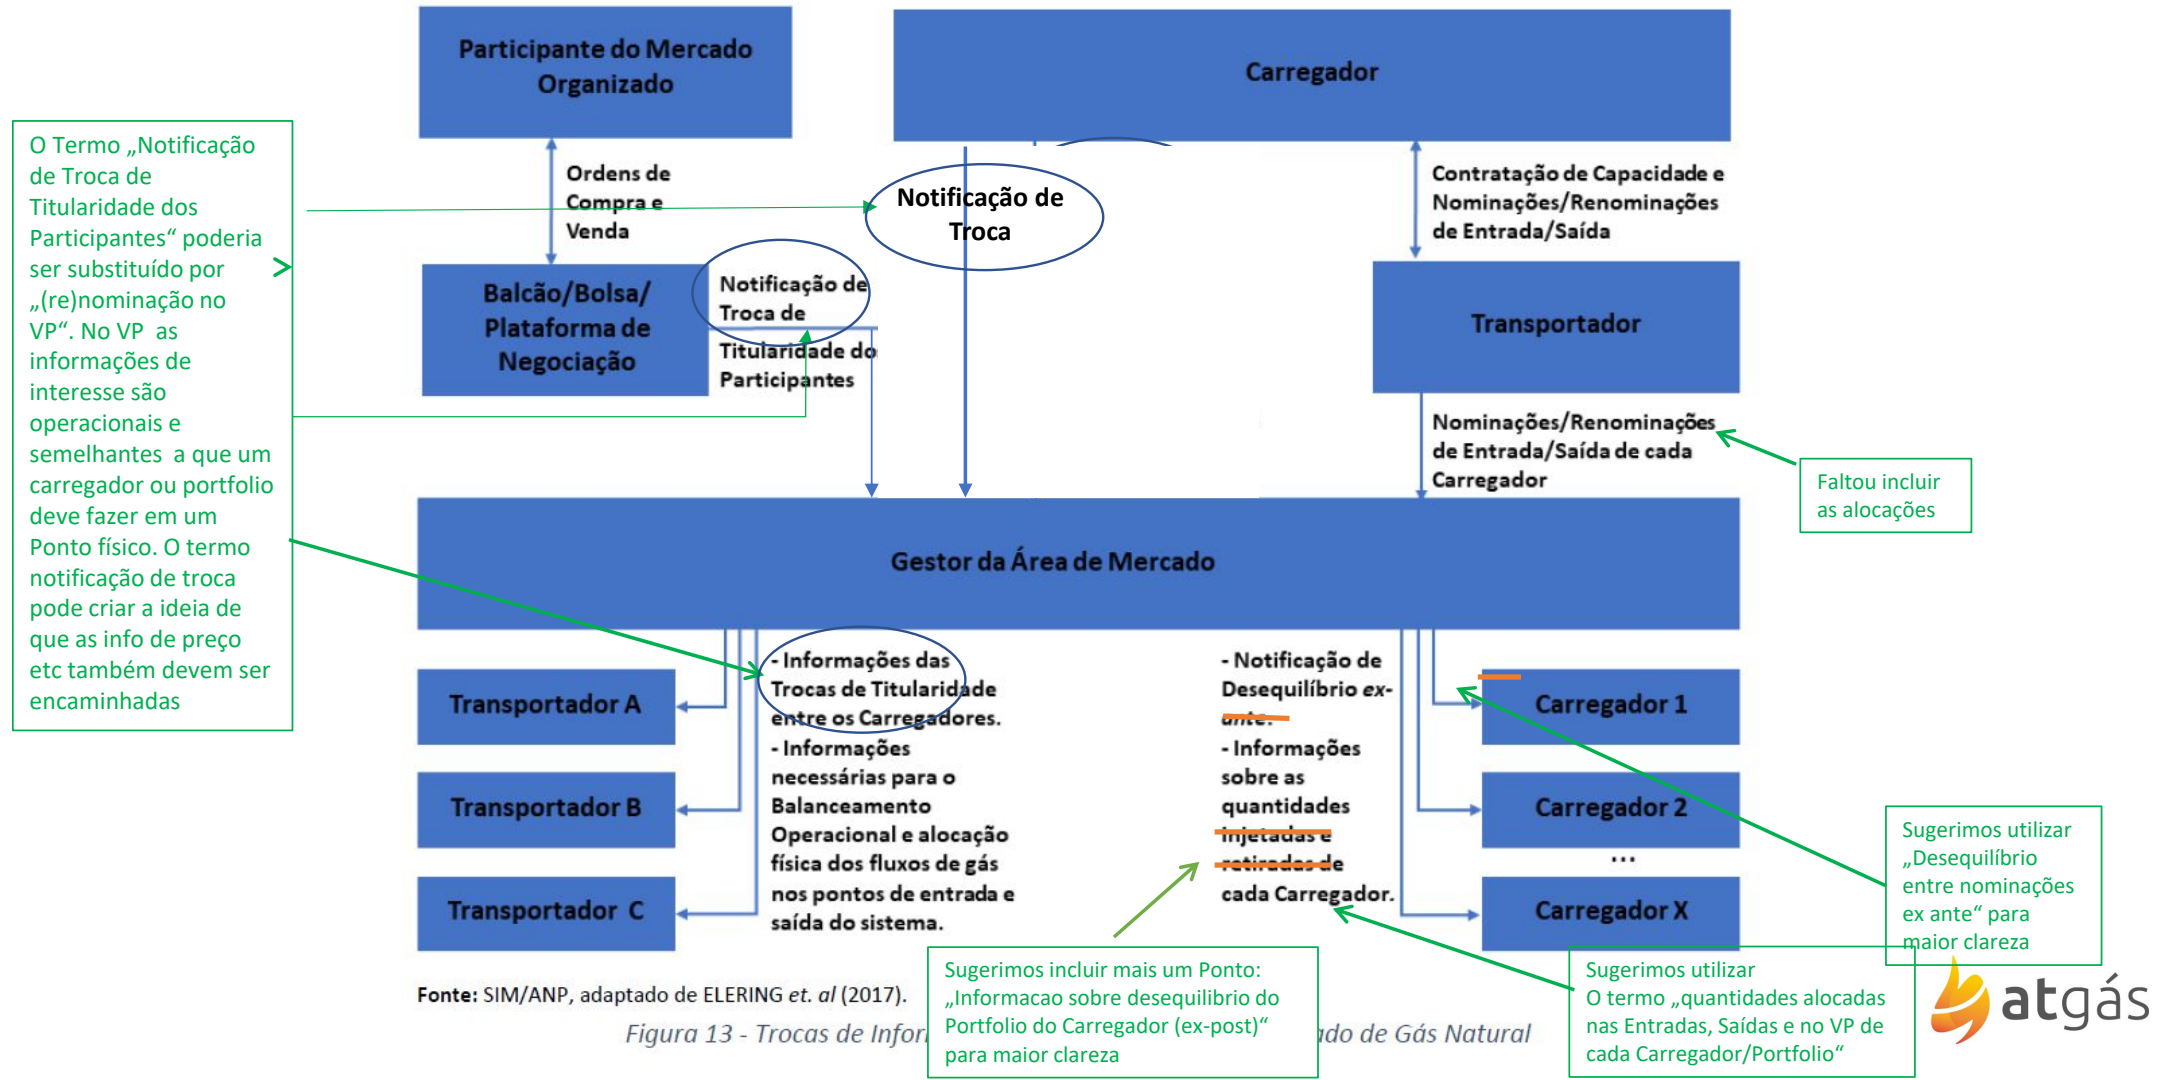 Participante do Mercado
Organizado
Carregador
O Termo „Notificação
de Troca de
Titularidade dos
Participantes“ poderia
ser substituído por
„(re)nominação no
VP“. No VP as
informações de
interesse são
operacionais e
semelhantes a que um
carregador ou portfolio
deve fazer em um
Ponto físico. O termo
notificação de troca
pode criar a ideia de
que as info de preço
etc também devem ser
encaminhadas
Ordens de
Compra e
Venda
Notificação de
Troca
Contratação de Capacidade e
Nominações/Renominações
de Entrada/Saída
Balcão/Bolsa/
Plataforma de
Negociação
Notificação de
Troca de
Titularidade do
Participantes
Transportador
Nominações/Renominações
de Entrada/Saída de cada
Carregador
Faltou incluir
as alocações
Gestor da Área de Mercado
Transportador A
Transportador B
Transportador C
- Informações das
Trocas de Titularidade
entre os Carregadores.
- Informações
necessárias para o
Balanceamento
Operacional e alocação
física dos fluxos de gás
nos pontos de entrada e
saída do sistema.
- Notificação de
Desequilíbrio ex-
ante.
- Informações
sobre as
quantidades
injetadas e
retiradas de
cada Carregador.
Carregador 1
Carregador 2
...
Carregador X
Sugerimos utilizar
„Desequilíbrio
entre nominações
ex ante“ para
maior clareza
Sugerimos incluir mais um Ponto:
„Informacao sobre desequilibrio do
Portfolio do Carregador (ex-post)“
para maior clareza
Sugerimos utilizar
O termo „quantidades alocadas
nas Entradas, Saídas e no VP de
cada Carregador/Portfolio“
Fonte: SIM/ANP, adaptado de ELERING et. al (2017).
Figura 13 - Trocas de Infor
do de Gás Natural
atgás